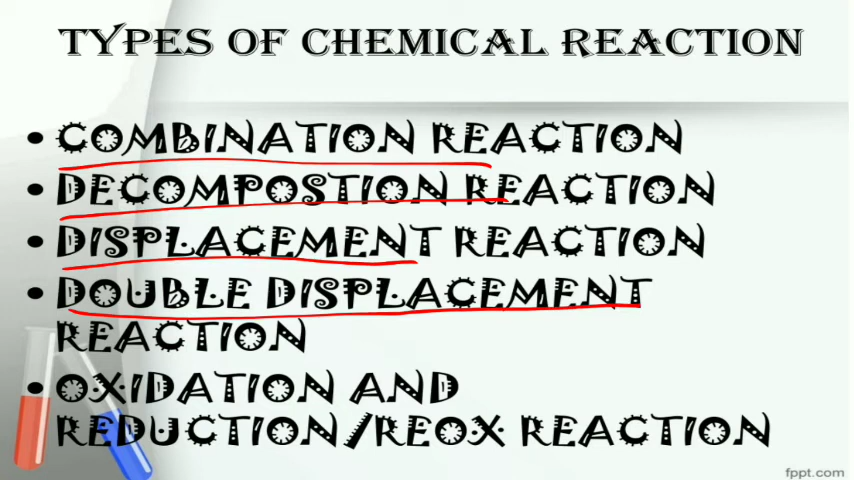 TYPES OF CHEMICAL REACTION
• COMBINATION REACTION
• DECOMPOSTION REACTION
• DISPLACEMENT REACTION
• DOUBLE DISPLACEMENT
REACTION
• OXIDATION AND
REDUCTION/REOX REACTION
fppt.com